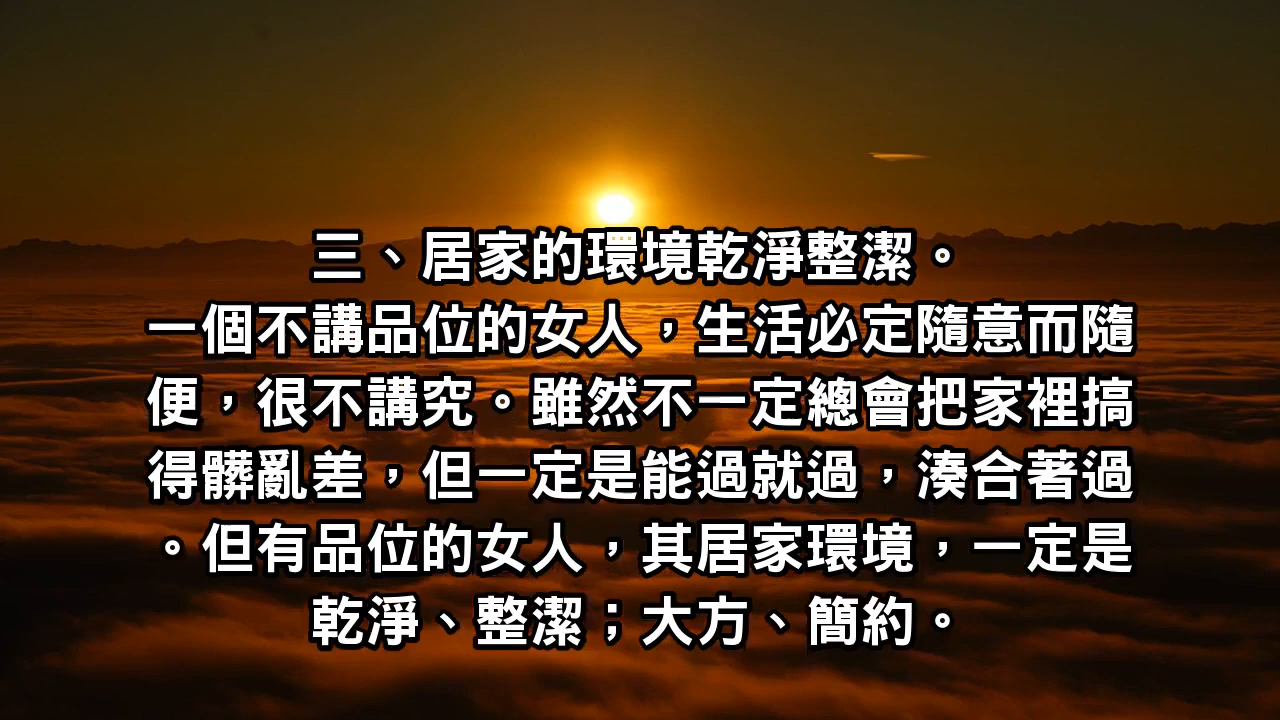 三、居家的環境乾淨整潔。
一個不講品位的女人，生活必定隨意而隨
便，很不講究。雖然不一定總會把家裡搞
得髒亂差，但一定是能過就過，湊合著過
。但有品位的女人，其居家環境，一定是
乾淨、整潔；大方、簡約。